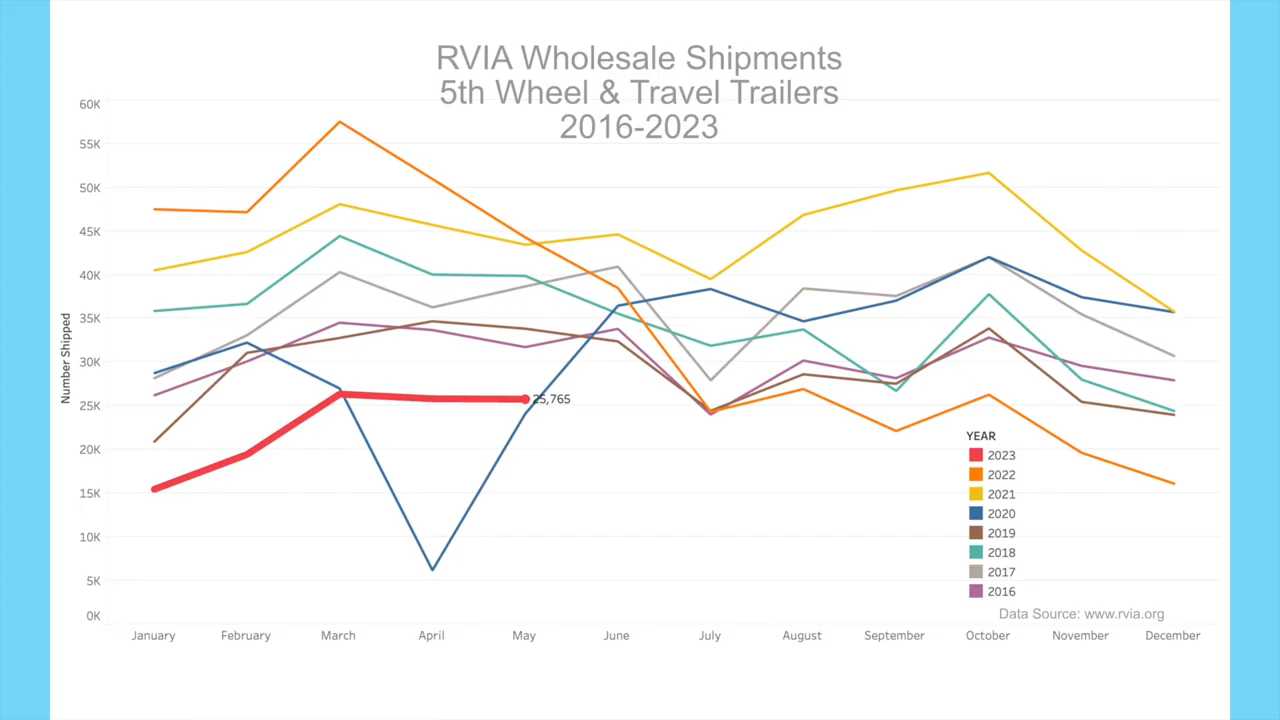 RVIA Wholesale Shipments
5th Wheel & Travel Trailers
2016-2023
60K
55K
50K
45K
40K
35K
30K
25K
20K
15K
10K
5K
0K
Number Shipped
25,765
YEAR
2023
2022
2021
2020
2019
2018
2017
2016
Data Source: www.rvia.org
January February March April May June July August September October November December